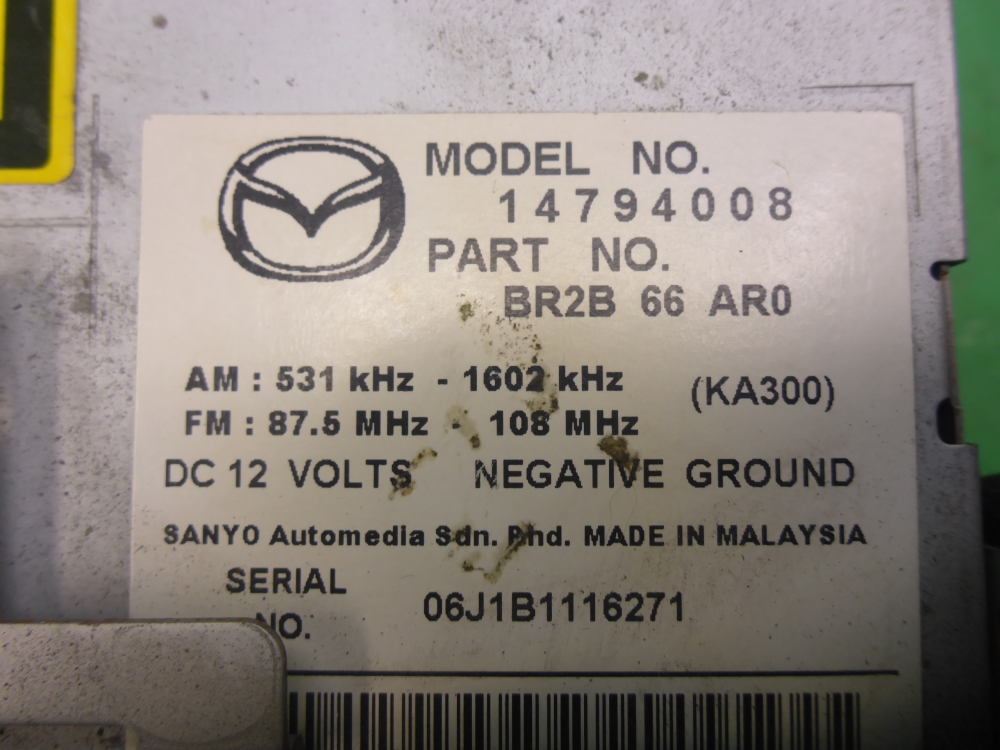 MODEL NO.
14794008
PART NO.
BR2B 66 AR0
AM : 531 kHz - 1602 kHz (KA300)
FM : 87.5 MHz - 108 MHz
DC 12 VOLTS NEGATIVE GROUND
SANYO Automedia Sdn. Bhd. MADE IN MALAYSIA
SERIAL
NO. 06J1B1116271